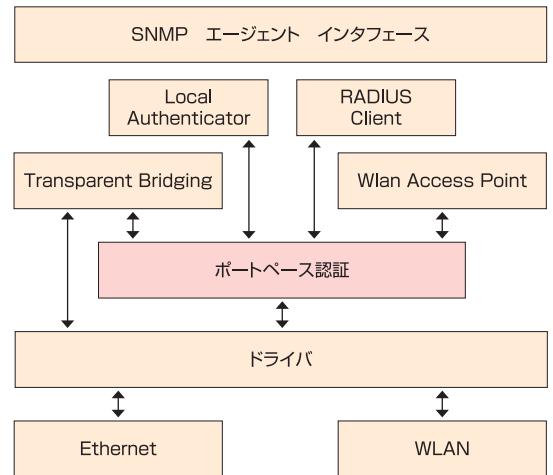 SNMP エージェント インタフェース
Local
Authenticator
RADIUS
Client
Transparent Bridging
Wlan Access Point
ポートペース認証
ドライバ
Ethernet
WLAN